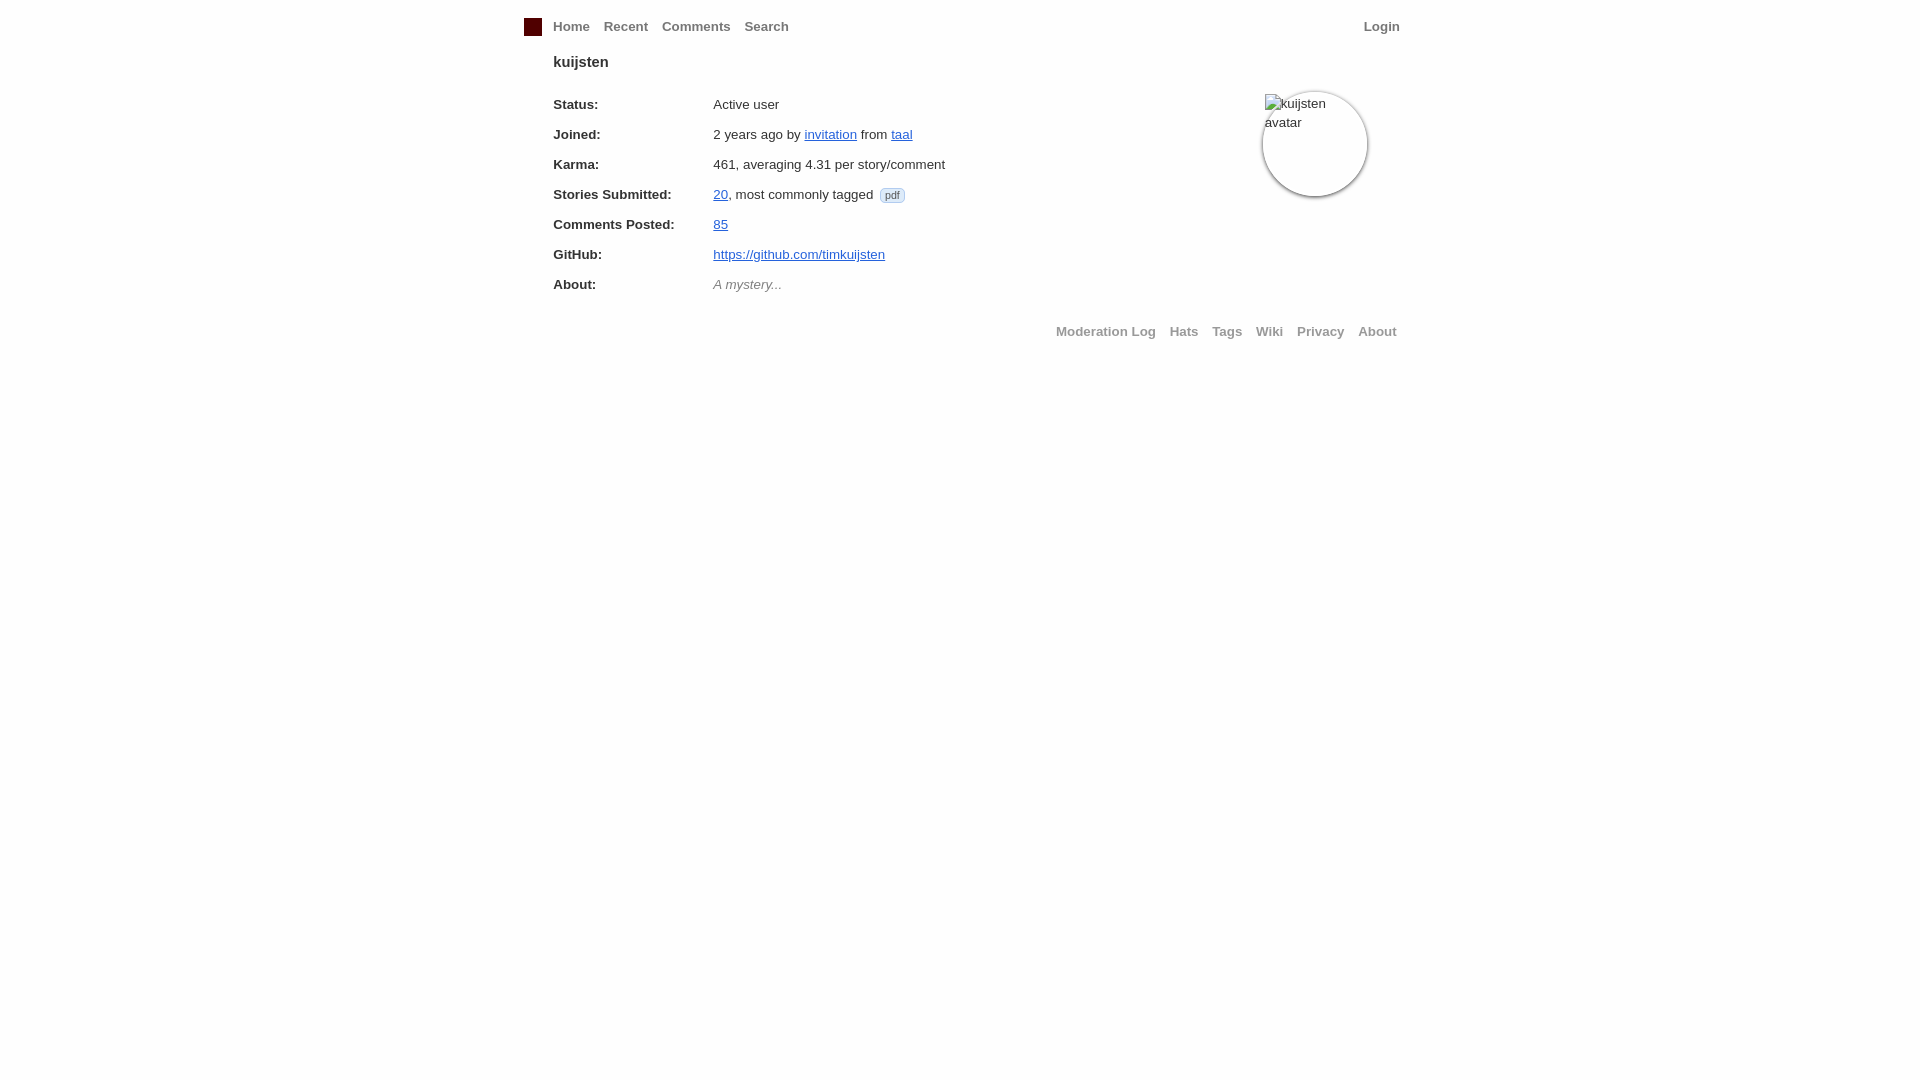 Home Recent Comments Search Login
kuijsten
Status: Active user
Joined: 2 years ago by invitation from taal
Karma: 461, averaging 4.31 per story/comment
Stories Submitted: 20, most commonly tagged pdf
Comments Posted: 85
GitHub: https://github.com/timkuijsten
About: A mystery...
kuijsten
avatar
Moderation Log Hats Tags Wiki Privacy About